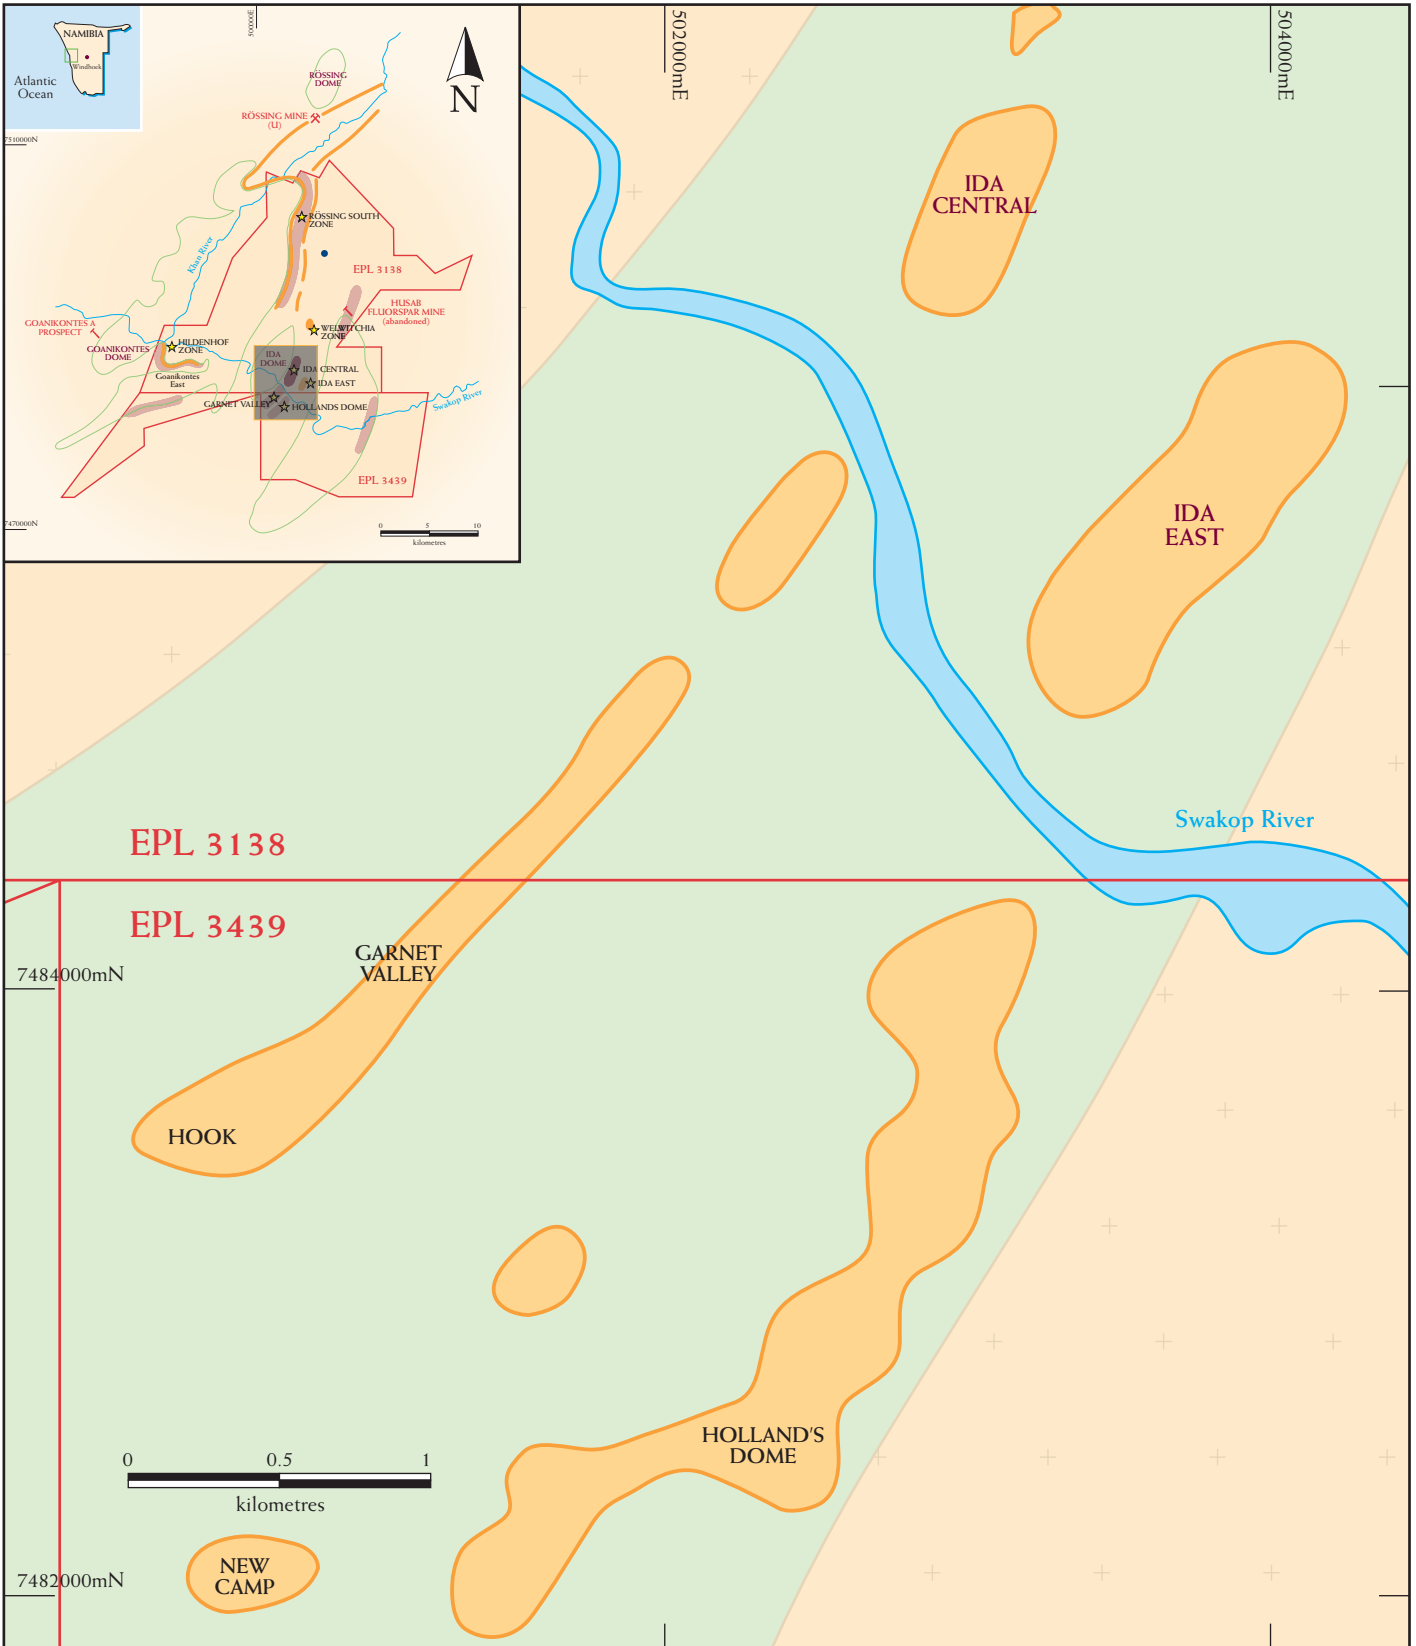 NAMIBIA
Windhoek
Atlantic
Ocean
500000E
7510000N
7470000N
N
RÖSSING
DOME
RÖSSING MINE
(U)
RÖSSING SOUTH
ZONE
Khan River
EPL 3138
HUSAB
FLUORSPAR MINE
(abandoned)
GOANIKONTES A
PROSPECT
GOANIKONTES
DOME
HILDENHOF
ZONE
Goanikontes
East
WELWITCHIA
ZONE
IDA
DOME
IDA CENTRAL
IDA EAST
GARNET VALLEY
HOLLANDS DOME
Swakop River
EPL 3439
0 5 10
kilometres
502000mE
504000mE
IDA
CENTRAL
IDA
EAST
Swakop River
EPL 3138
EPL 3439
GARNET
VALLEY
7484000mN
HOOK
HOLLAND'S
DOME
0 0.5 1
kilometres
NEW
CAMP
7482000mN